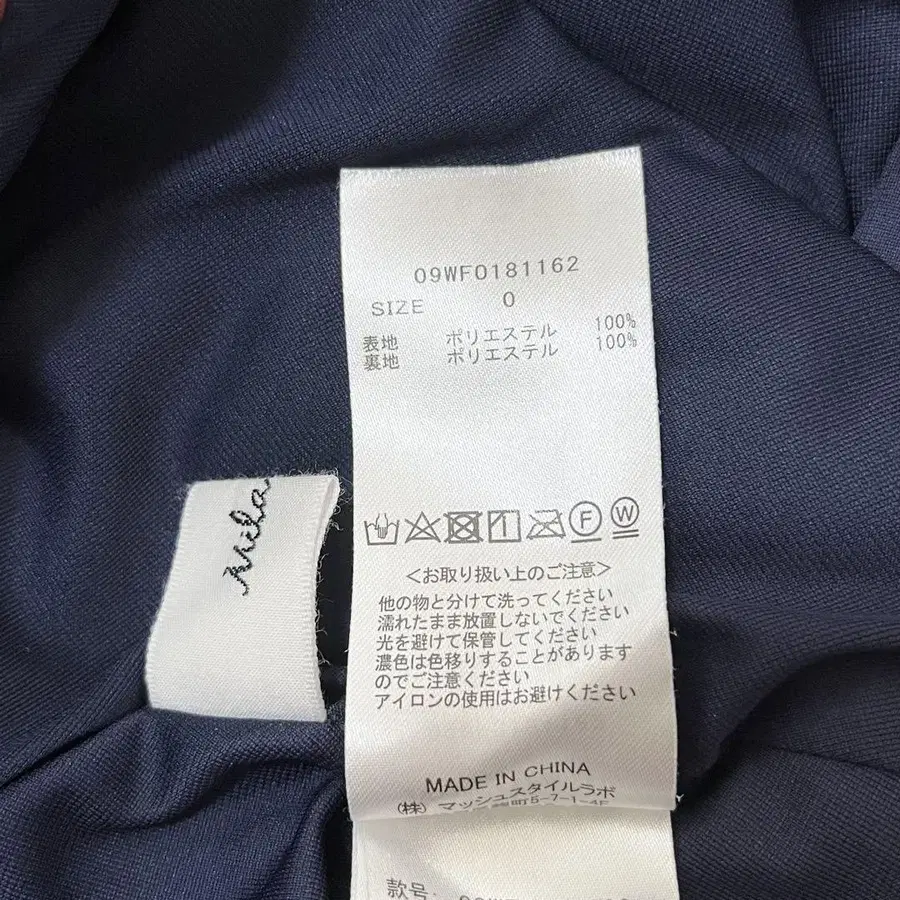 09WF0181162
SIZE 0
表地 ポリエステル 100%
裏地 ポリエステル 100%
F W
<お取り扱い上のご注意>
他の物と分けて洗ってください
濡れたまま放置しないでください
光を避けて保管してください
濃色は色移りすることがあります
のでご注意ください
アイロンの使用はお避けください
MADE IN CHINA
(株) マッシュスタイルラボ
町5-7-1-4F
款号:
Mila